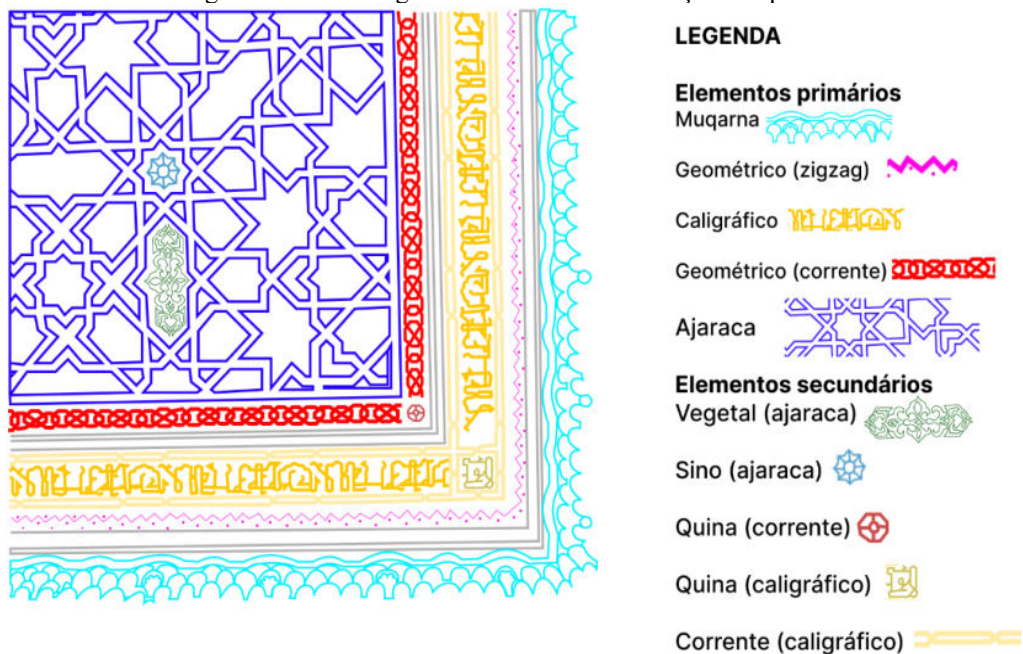 LEGENDA
Elementos primários
Muqarna
Geométrico (zigzag)
Caligráfico
Geométrico (corrente)
Ajaraca
Elementos secundários
Vegetal (ajaraca)
Sino (ajaraca)
Quina (corrente)
Quina (caligráfico)
Corrente (caligráfico)